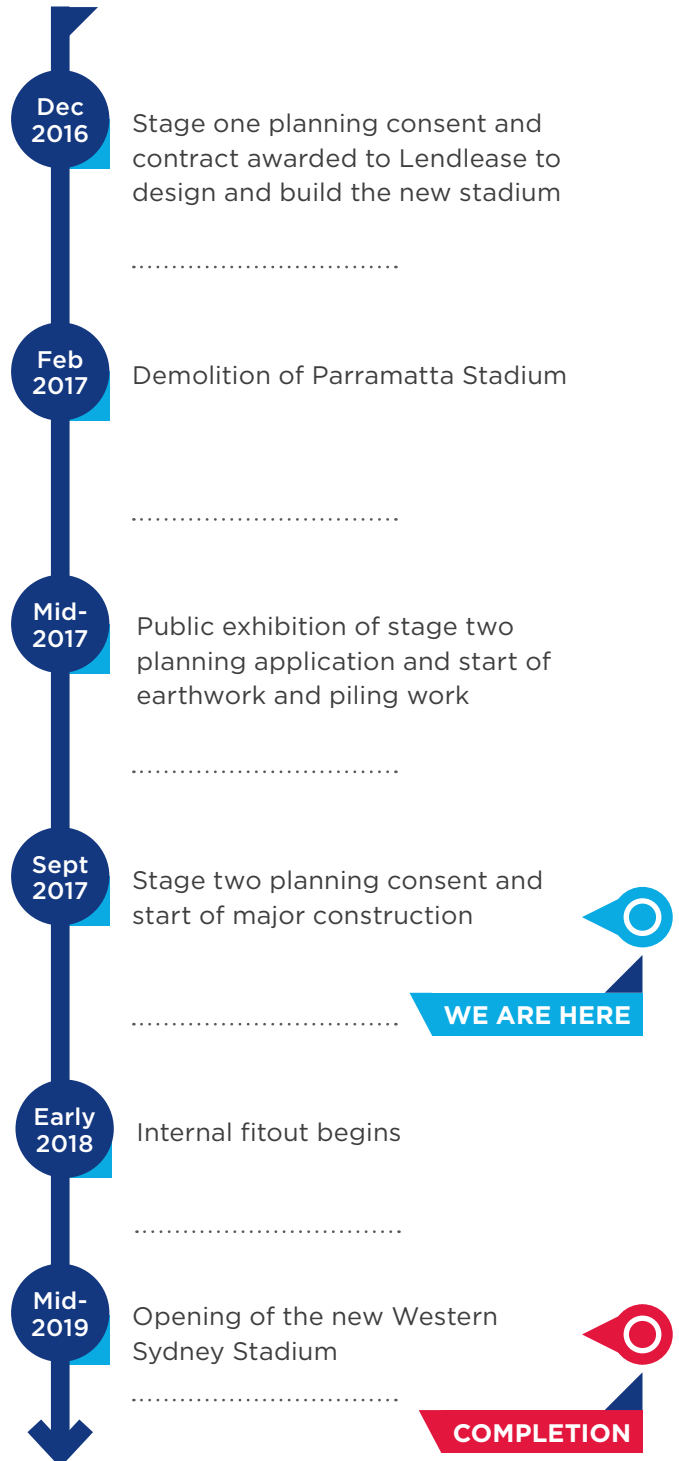 Dec
2016
Stage one planning consent and
contract awarded to Lendlease to
design and build the new stadium
Feb
2017
Demolition of Parramatta Stadium
Mid-
2017
Public exhibition of stage two
planning application and start of
earthwork and piling work
Sept
2017
Stage two planning consent and
start of major construction
WE ARE HERE
Early
2018
Internal fitout begins
Mid-
2019
Opening of the new Western
Sydney Stadium
COMPLETION